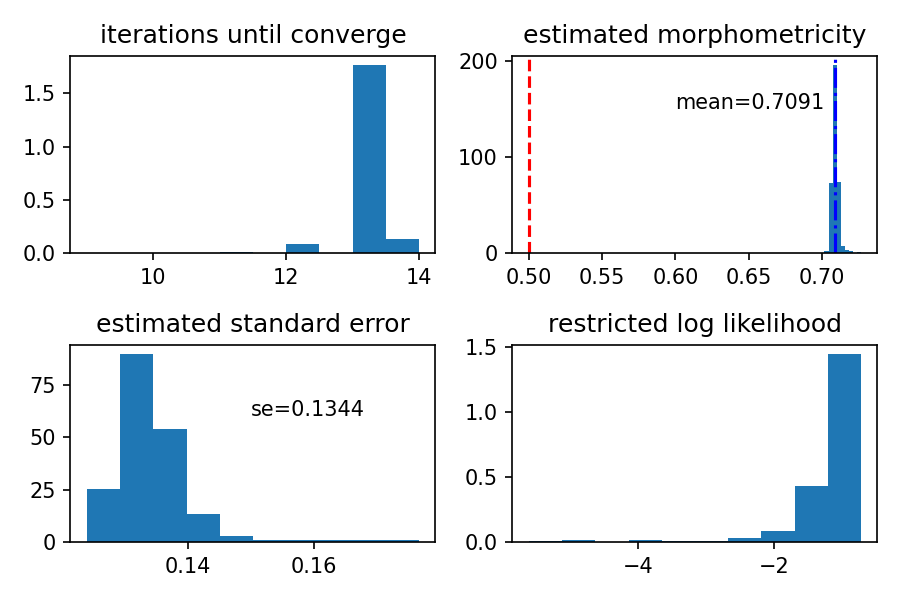 iterations until converge
1.5
1.0
0.5
0.0
10 12 14
estimated morphometricity
200
100
0
mean=0.7091
0.50 0.55 0.60 0.65 0.70
estimated standard error
75
50
25
0
se=0.1344
0.14 0.16
restricted log likelihood
1.5
1.0
0.5
0.0
−4 −2